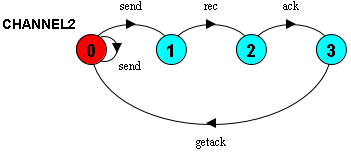 send rec ack
CHANNEL2
0 1 2 3
send
getack